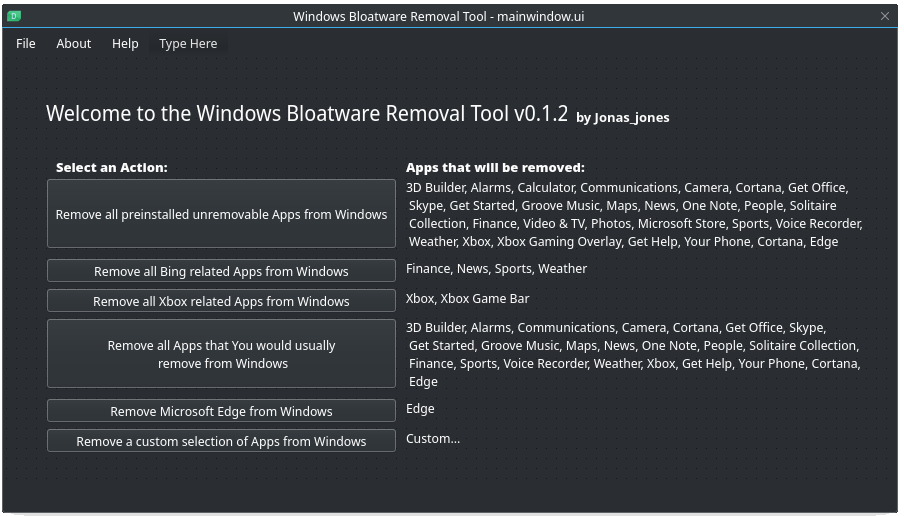 Windows Bloatware Removal Tool - mainwindow.ui
File About Help Type Here
Welcome to the Windows Bloatware Removal Tool v0.1.2 by Jonas_jones
Select an Action:
Apps that will be removed:
Remove all preinstalled unremovable Apps from Windows
3D Builder, Alarms, Calculator, Communications, Camera, Cortana, Get Office,
Skype, Get Started, Groove Music, Maps, News, One Note, People, Solitaire
Collection, Finance, Video & TV, Photos, Microsoft Store, Sports, Voice Recorder,
Weather, Xbox, Xbox Gaming Overlay, Get Help, Your Phone, Cortana, Edge
Remove all Bing related Apps from Windows
Finance, News, Sports, Weather
Remove all Xbox related Apps from Windows
Xbox, Xbox Game Bar
Remove all Apps that You would usually
remove from Windows
3D Builder, Alarms, Communications, Camera, Cortana, Get Office, Skype,
Get Started, Groove Music, Maps, News, One Note, People, Solitaire Collection,
Finance, Sports, Voice Recorder, Weather, Xbox, Get Help, Your Phone, Cortana,
Edge
Remove Microsoft Edge from Windows
Edge
Remove a custom selection of Apps from Windows
Custom...